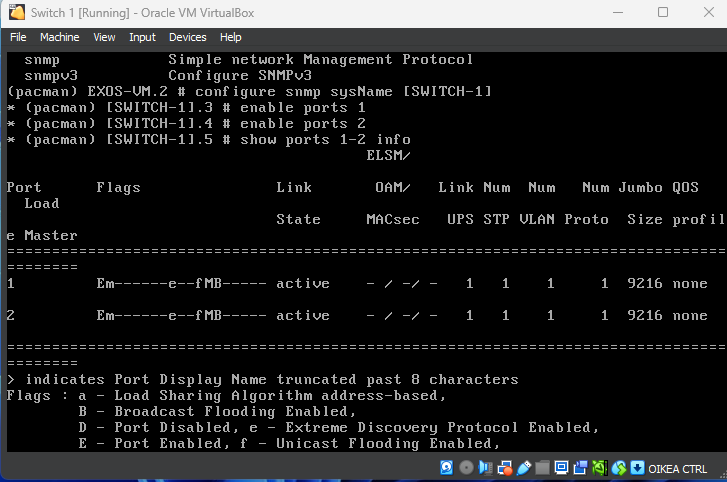 Switch 1 [Running] - Oracle VM VirtualBox
File Machine View Input Devices Help
snmp Simple network Management Protocol
snmpv3 Configure SNMPv3
(pacman) EXOS-VM.2 # configure snmp sysName [SWITCH-1]
* (pacman) [SWITCH-1].3 # enable ports 1
* (pacman) [SWITCH-1].4 # enable ports 2
* (pacman) [SWITCH-1].5 # show ports 1-2 info
ELSM/
Port Flags Link OAM/ Link Num Num Num Jumbo QOS
Load
State MACsec UPS STP VLAN Proto Size profil
e Master
================================================================================
========
1 Em------e--fMB----- active - / -/ - 1 1 1 1 9216 none
2 Em------e--fMB----- active - / -/ - 1 1 1 1 9216 none
================================================================================
========
> indicates Port Display Name truncated past 8 characters
Flags : a - Load Sharing Algorithm address-based,
B - Broadcast Flooding Enabled,
D - Port Disabled, e - Extreme Discovery Protocol Enabled,
E - Port Enabled, f - Unicast Flooding Enabled,
OIKEA CTRL